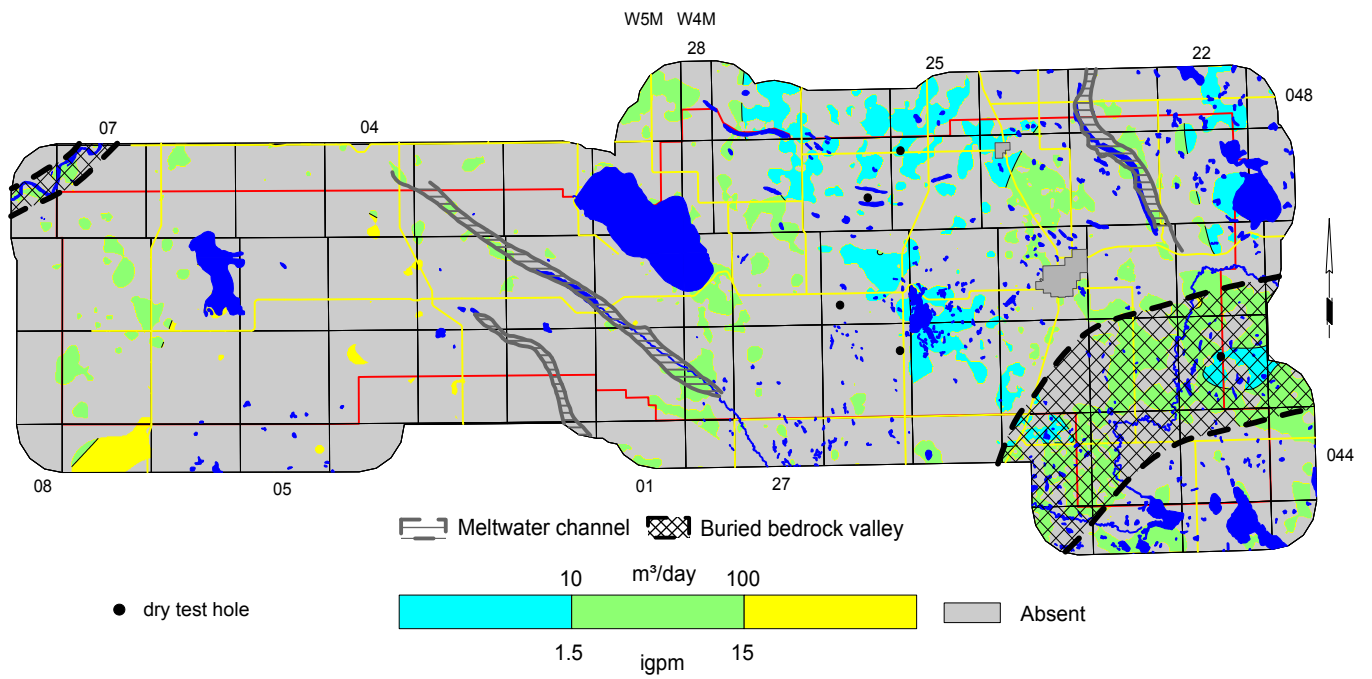 W5M W4M
28
25
22
048
07
04
044
08
05
01
27
Meltwater channel
Buried bedrock valley
m³/day
10
100
dry test hole
Absent
1.5
15
igpm